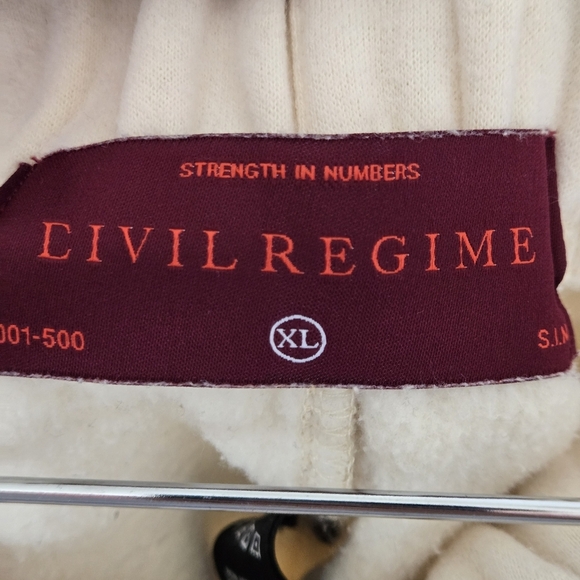 STRENGTH IN NUMBERS
CIVIL REGIME
001-500
XL
S.I.N